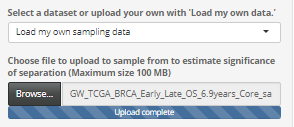 Select a dataset or upload your own with 'Load my own data.'
Load my own sampling data
Choose file to upload to sample from to estimate significance
of separation (Maximum size 100 MB)
Browse... GW_TCGA_BRCA_Early_Late_OS_6.9years_Core_sa
Upload complete